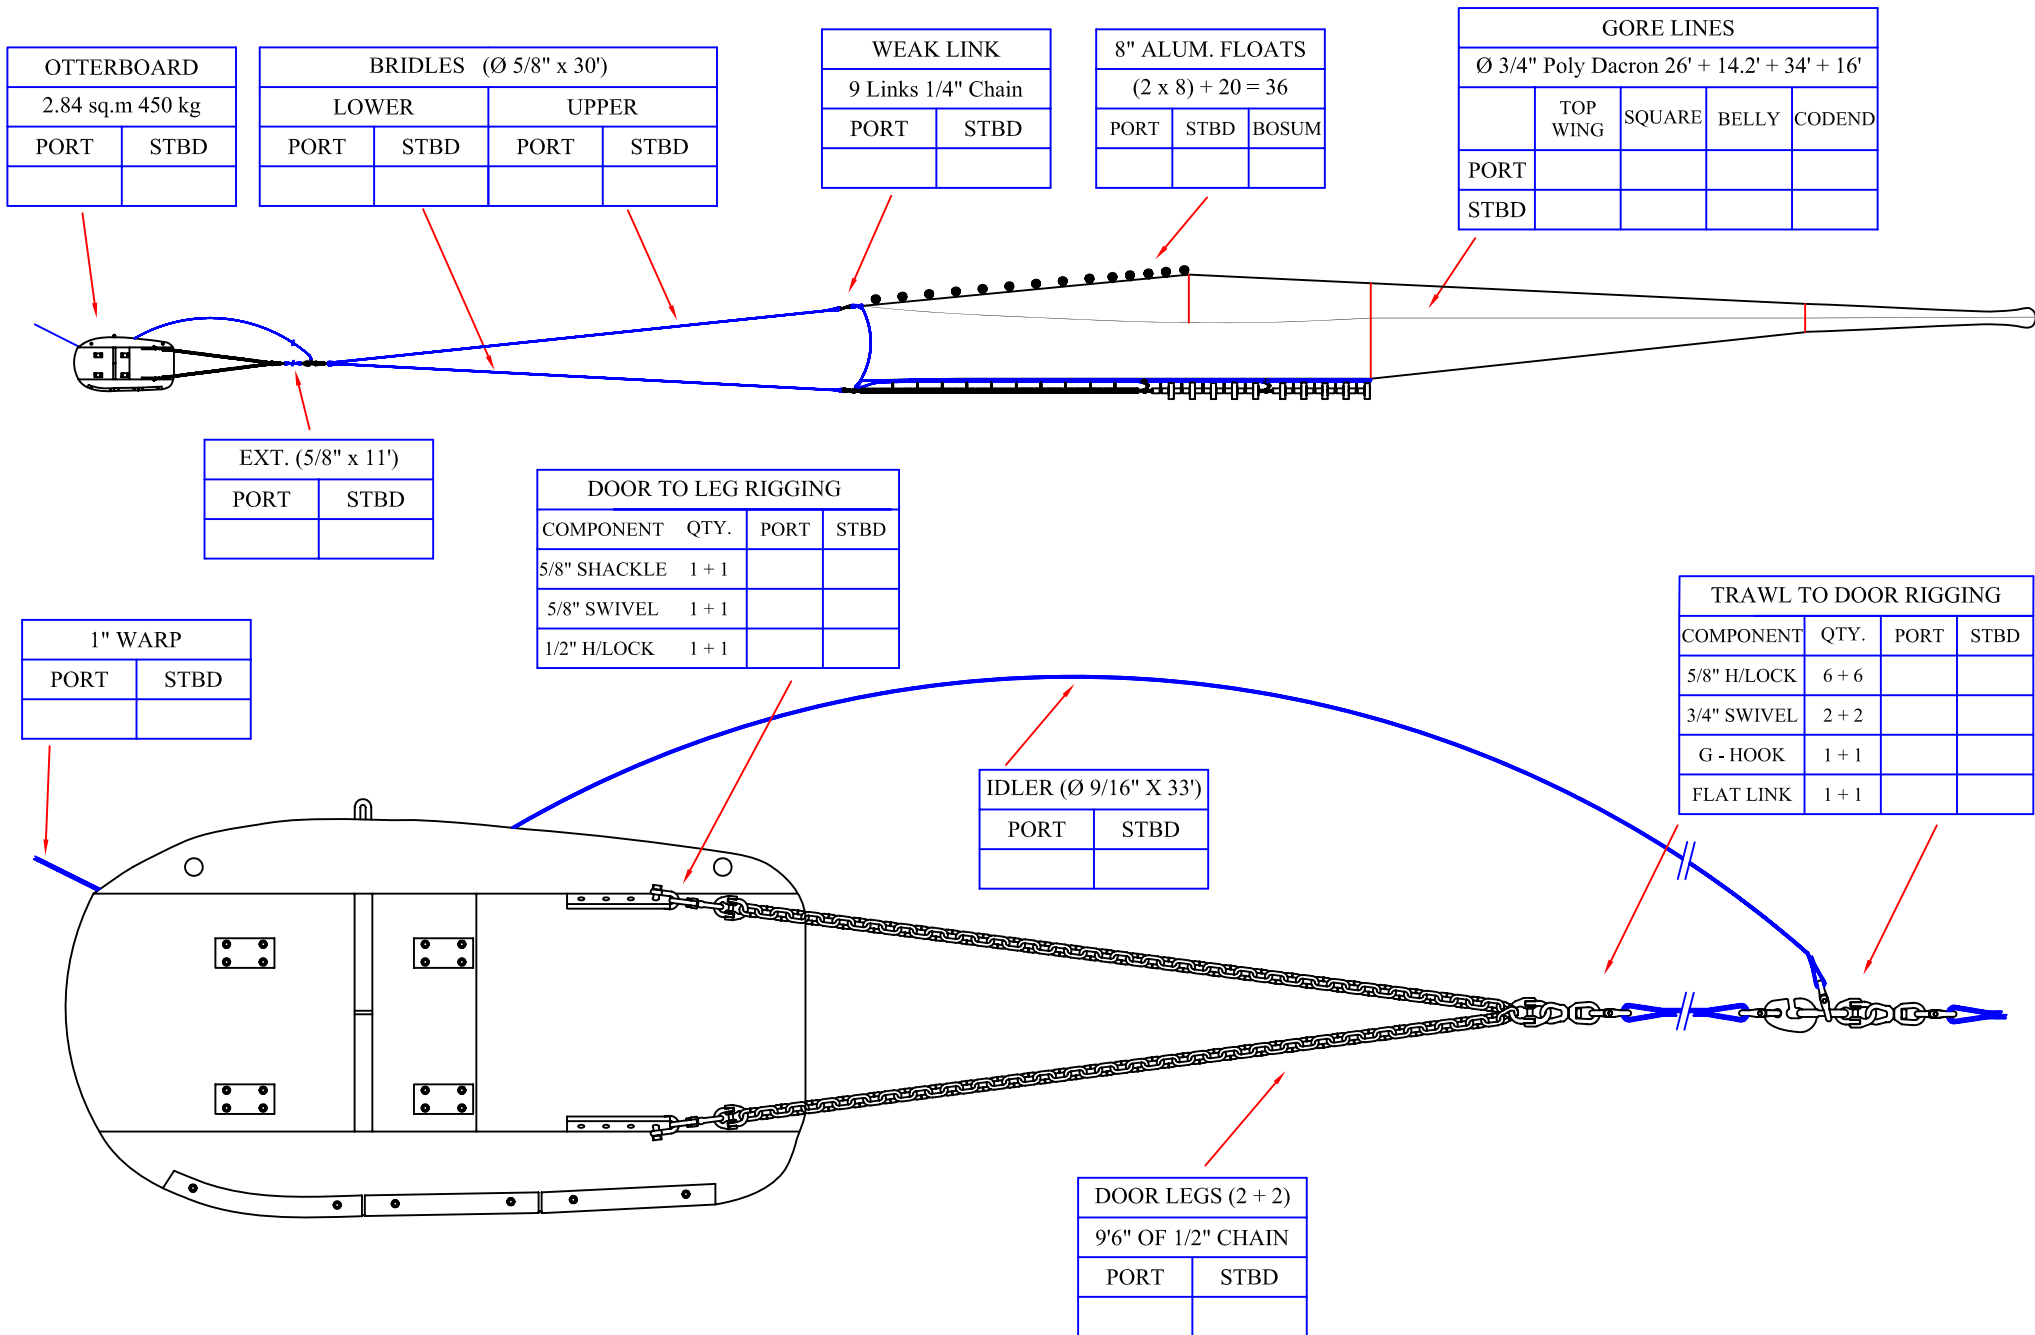 OTTERBOARD
2.84 sq.m 450 kg
PORT STBD
BRIDLES (Ø 5/8" x 30')
LOWER UPPER
PORT STBD PORT STBD
WEAK LINK
9 Links 1/4" Chain
PORT STBD
8" ALUM. FLOATS
(2 x 8) + 20 = 36
PORT STBD BOSUM
GORE LINES
Ø 3/4" Poly Dacron 26' + 14.2' + 34' + 16'
TOP WING SQUARE BELLY CODEND
PORT
STBD
EXT. (5/8" x 11')
PORT STBD
DOOR TO LEG RIGGING
COMPONENT QTY. PORT STBD
5/8" SHACKLE 1 + 1
5/8" SWIVEL 1 + 1
1/2" H/LOCK 1 + 1
1" WARP
PORT STBD
TRAWL TO DOOR RIGGING
COMPONENT QTY. PORT STBD
5/8" H/LOCK 6 + 6
3/4" SWIVEL 2 + 2
G - HOOK 1 + 1
FLAT LINK 1 + 1
IDLER (Ø 9/16" X 33')
PORT STBD
DOOR LEGS (2 + 2)
9'6" OF 1/2" CHAIN
PORT STBD